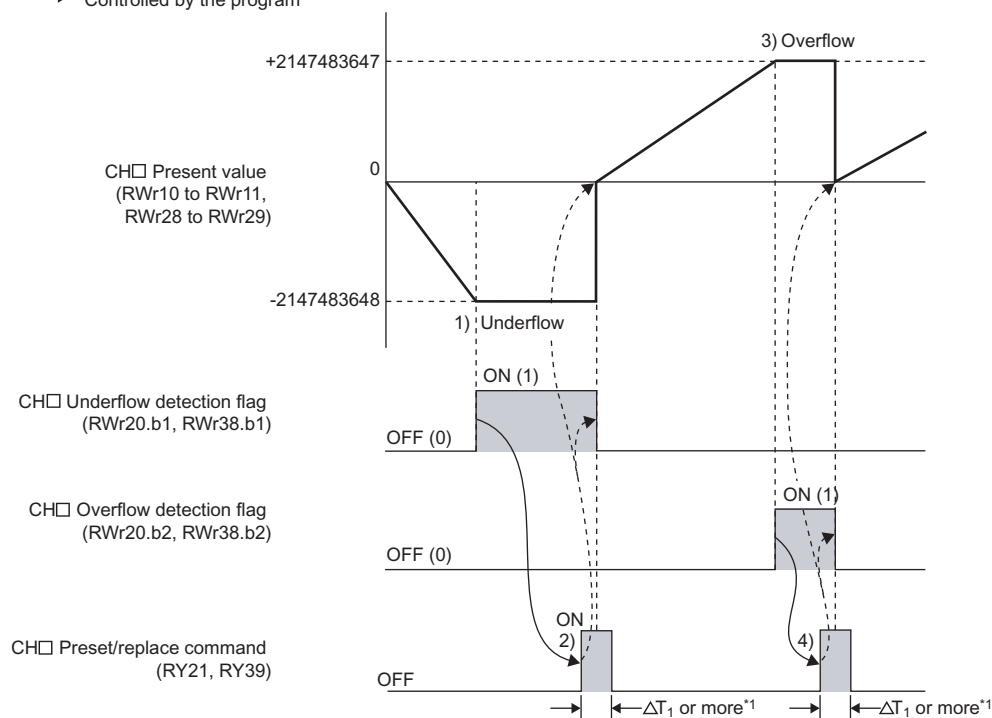 Controlled by the program
3) Overflow
+2147483647
0
CH□ Present value
(RWr10 to RWr11,
RWr28 to RWr29)
-2147483648
1) Underflow
ON (1)
CH□ Underflow detection flag
(RWr20.b1, RWr38.b1)
OFF (0)
ON (1)
CH□ Overflow detection flag
(RWr20.b2, RWr38.b2)
OFF (0)
ON
2)
4)
CH□ Preset/replace command
(RY21, RY39)
OFF
ΔT1 or more*1
ΔT1 or more*1